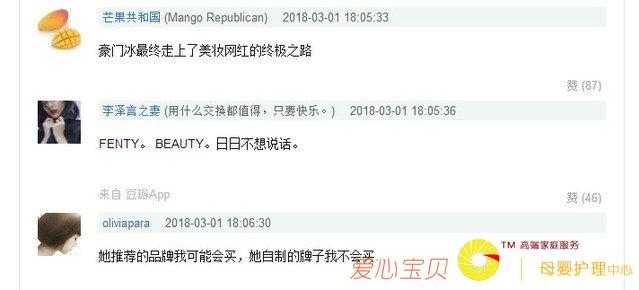 芒果共和国 (Mango Republican) 2018-03-01 18:05:33
豪门冰最终走上了美妆网红的终极之路
赞 (87)
李泽言之妻 (用什么交换都值得，只要快乐。) 2018-03-01 18:05:36
FENTY。 BEAUTY。日日不想说话。
来自 豆瓣App
赞 (46)
oliviapara 2018-03-01 18:06:30
她推荐的品牌我可能会买，她自制的牌子我不会买
爱心宝贝 TM 高端家庭服务 母婴护理中心